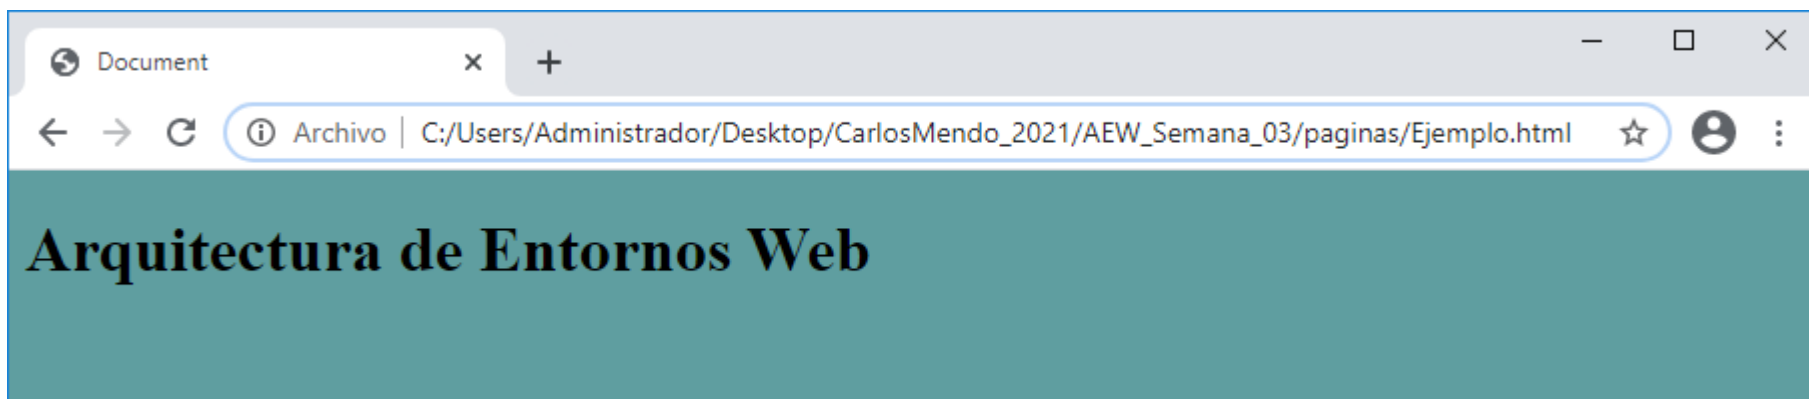 Document
Archivo C:/Users/Administrador/Desktop/CarlosMendo_2021/AEW_Semana_03/paginas/Ejemplo.html
Arquitectura de Entornos Web